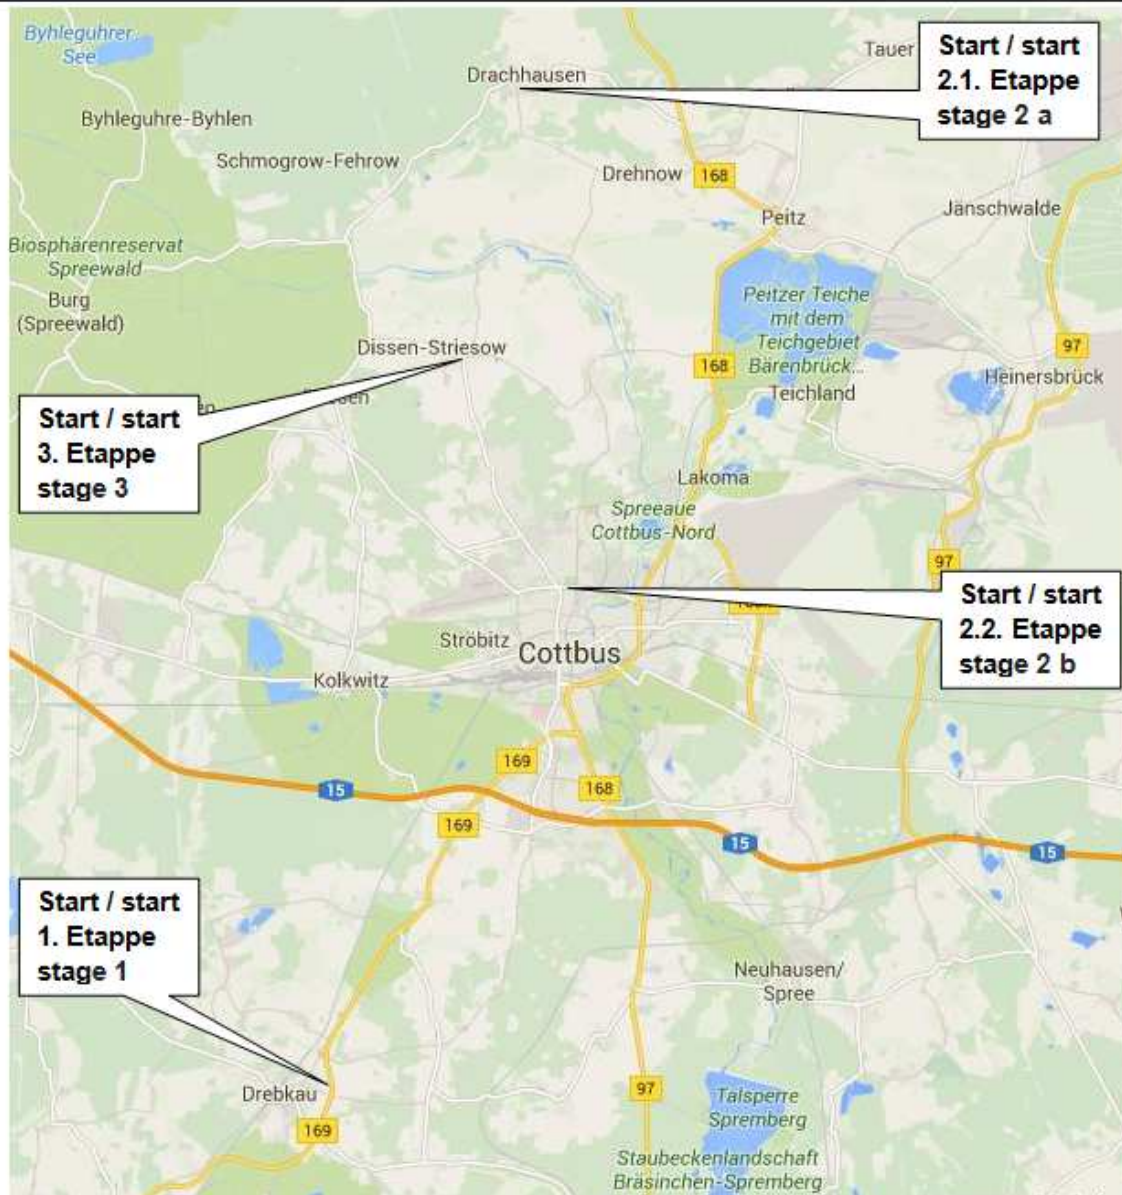 Byhleguhrer
See
Tauer
Start / start
2.1. Etappe
stage 2 a
Drachhausen
Byhleguhre-Byhlen
Schmogrow-Fehrow
Drehnow
168
Peitz
Jänschwalde
Biosphärenreservat
Spreewald
Burg
(Spreewald)
Peitzer Teiche
mit dem
Teichgebiet
Bärenbrück...
Dissen-Striesow
168
97
Heinersbrück
Teichland
Start / start
3. Etappe
stage 3
Lakoma
Spreeaue
Cottbus-Nord
97
Start / start
2.2. Etappe
stage 2 b
Ströbitz
Cottbus
Kolkwitz
169
168
15
169
15
15
Start / start
1. Etappe
stage 1
Neuhausen/
Spree
Drebkau
97
Talsperre
Spremberg
169
Staubeckenlandschaft
Bräsinchen-Spremberg